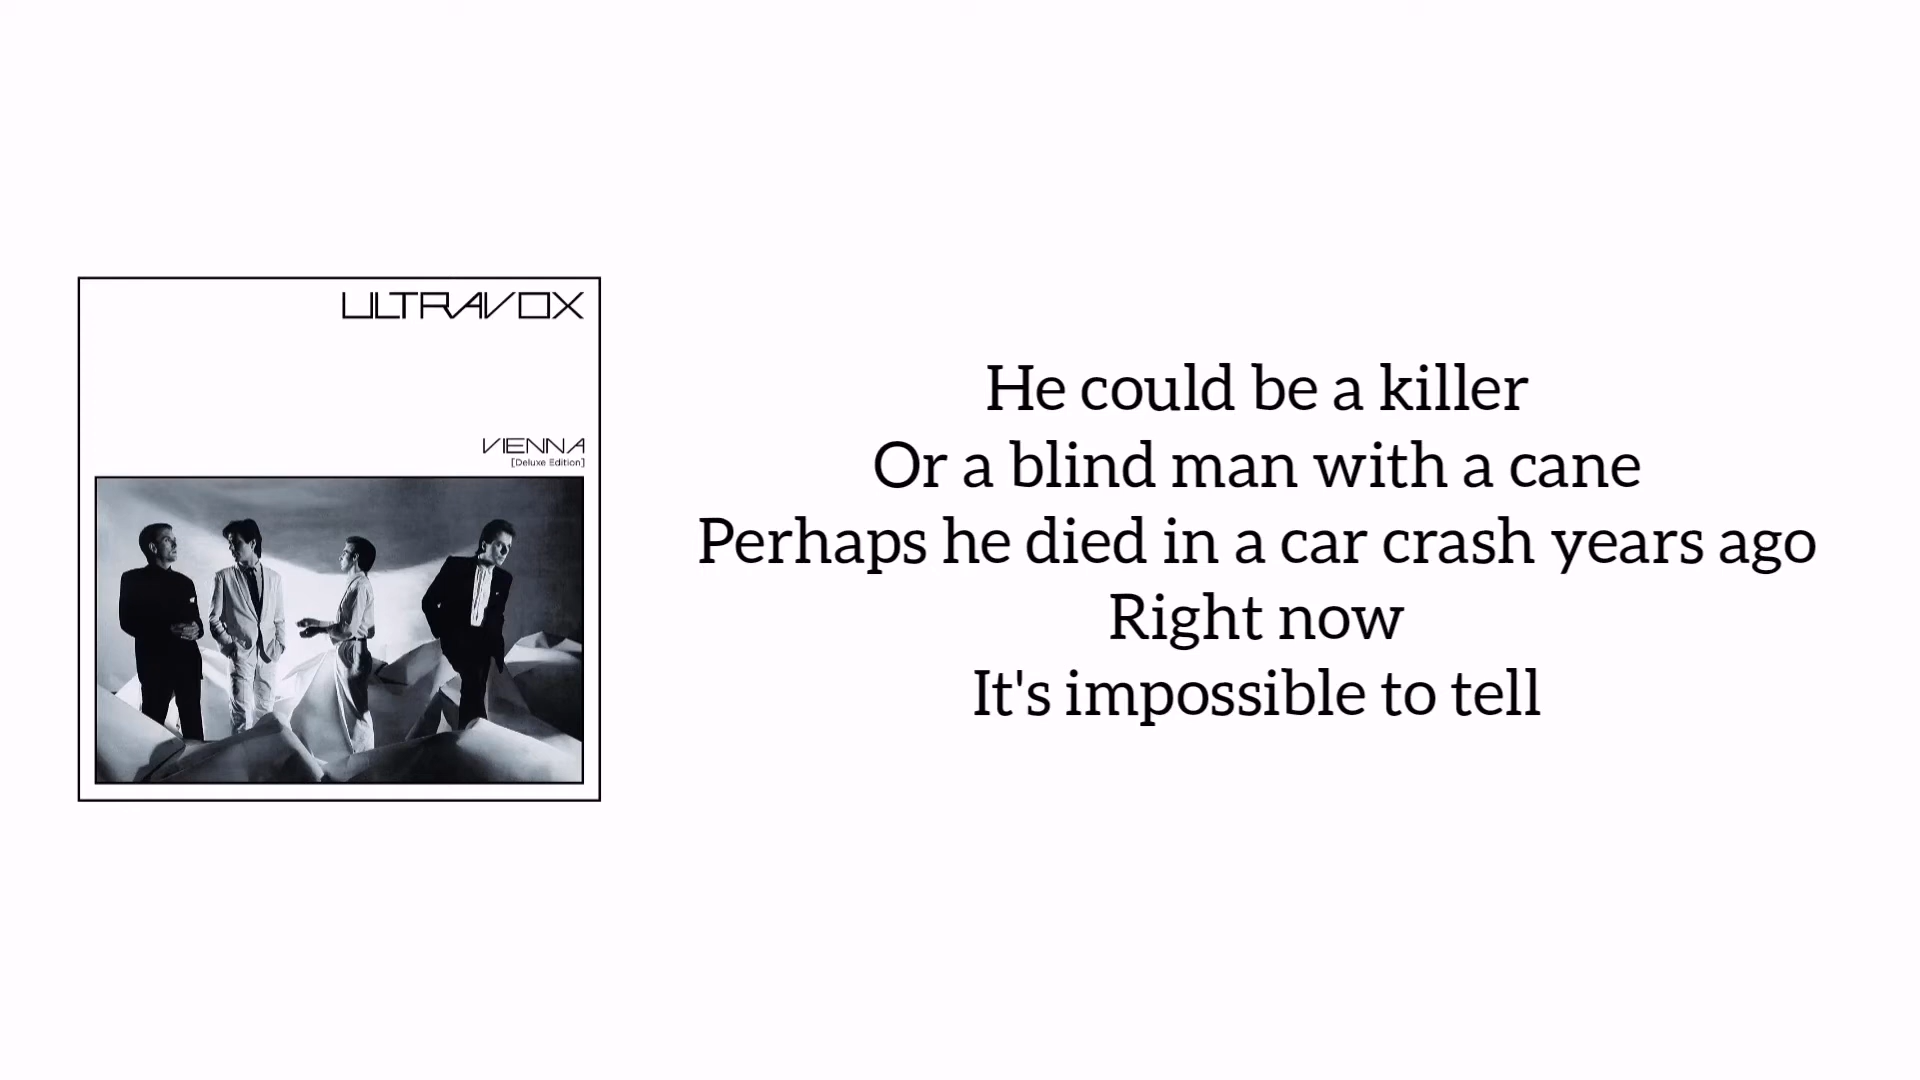 ULTRAVOX
VIENNA
[Deluxe Edition]
He could be a killer
Or a blind man with a cane
Perhaps he died in a car crash years ago
Right now
It's impossible to tell